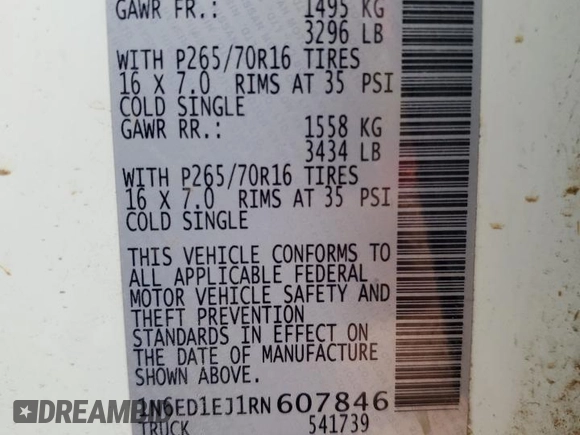 GAWR FR.: 1495 KG
3296 LB
WITH P265/70R16 TIRES
16 X 7.0 RIMS AT 35 PSI
COLD SINGLE
GAWR RR.: 1558 KG
3434 LB
WITH P265/70R16 TIRES
16 X 7.0 RIMS AT 35 PSI
COLD SINGLE
THIS VEHICLE CONFORMS TO
ALL APPLICABLE FEDERAL
MOTOR VEHICLE SAFETY AND
THEFT PREVENTION
STANDARDS IN EFFECT ON
THE DATE OF MANUFACTURE
SHOWN ABOVE.
1N6ED1EJ1RN607846
TRUCK 541739
DREAMERS.COM